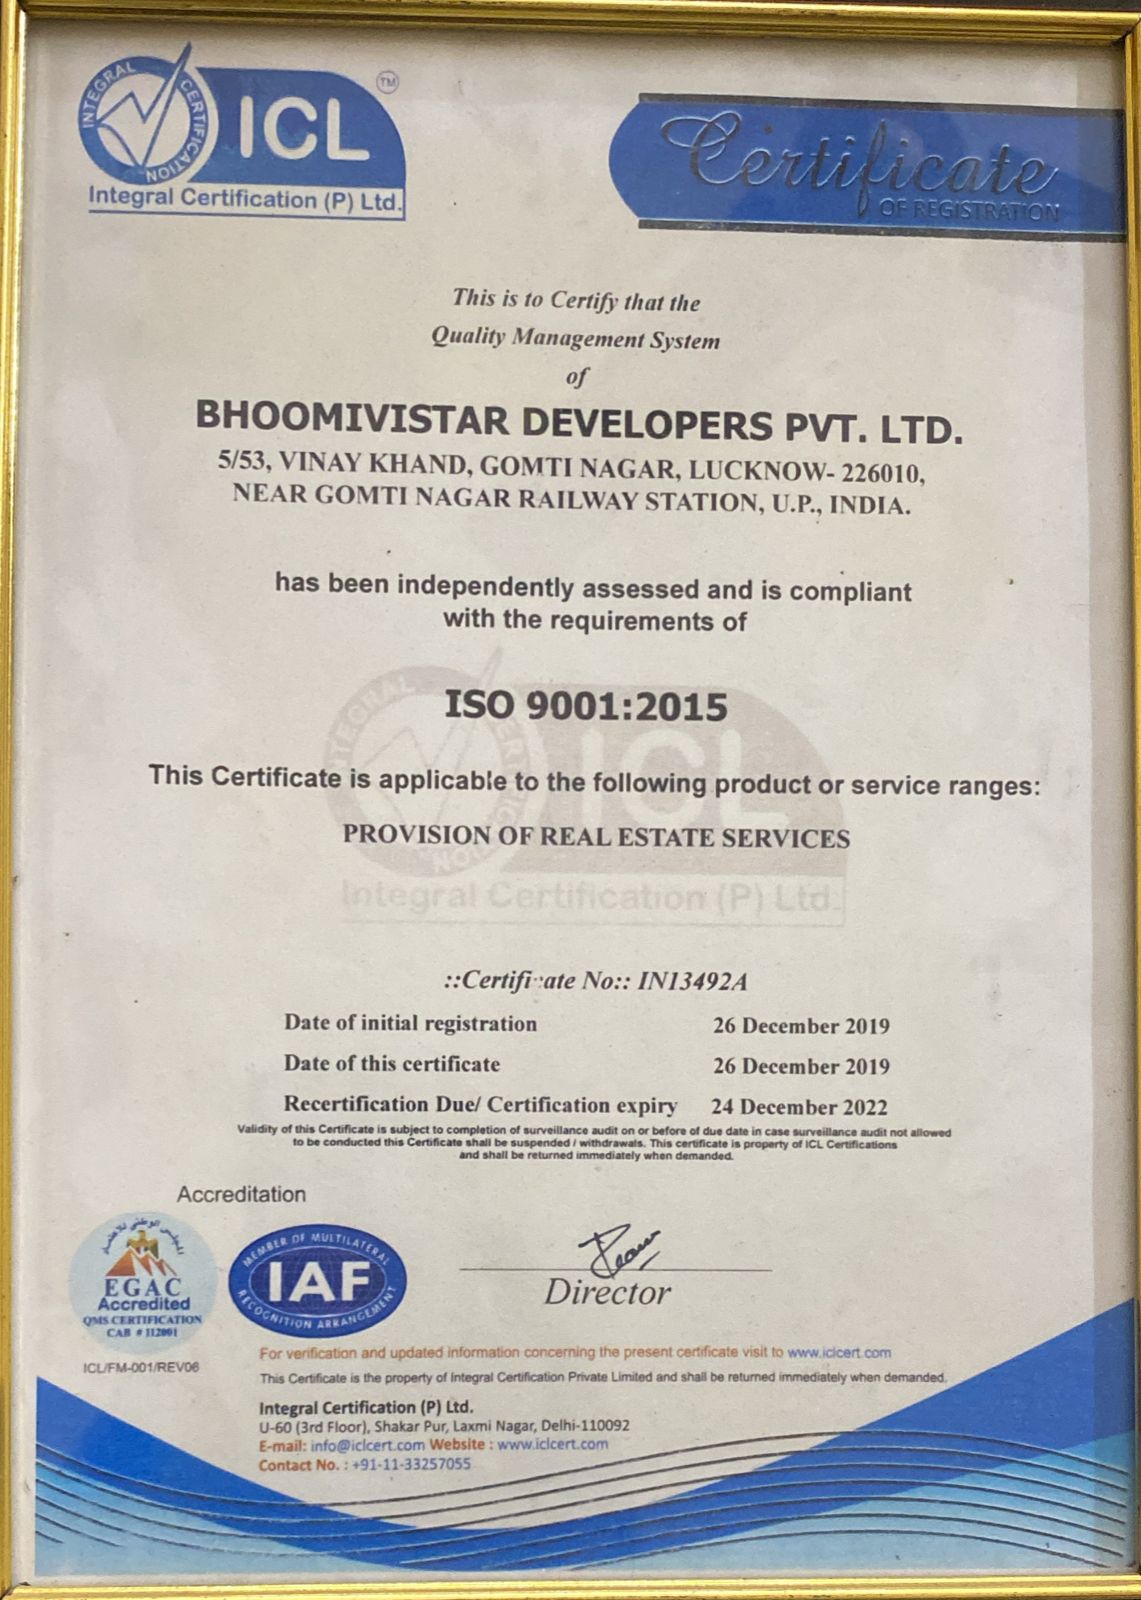 INTEGRAL CERTIFICATION
ICL
TM
Integral Certification (P) Ltd.
Certificate
OF REGISTRATION
This is to Certify that the
Quality Management System
of
BHOOMIVISTAR DEVELOPERS PVT. LTD.
5/53, VINAY KHAND, GOMTI NAGAR, LUCKNOW- 226010,
NEAR GOMTI NAGAR RAILWAY STATION, U.P., INDIA.
has been independently assessed and is compliant
with the requirements of
ISO 9001:2015
This Certificate is applicable to the following product or service ranges:
PROVISION OF REAL ESTATE SERVICES
INTEGRAL CERTIFICATION
ICL
Integral Certification (P) Ltd.
::Certificate No:: IN13492A
Date of initial registration 26 December 2019
Date of this certificate 26 December 2019
Recertification Due/ Certification expiry 24 December 2022
Validity of this Certificate is subject to completion of surveillance audit on or before of due date in case surveillance audit not allowed
to be conducted this Certificate shall be suspended / withdrawals. This certificate is property of ICL Certifications
and shall be returned immediately when demanded.
Accreditation
المجلس الوطني للاعتماد
EGAC
Accredited
QMS CERTIFICATION
CAB # 112001
MEMBER OF MULTILATERAL
IAF
RECOGNITION ARRANGEMENT
Director
ICL/FM-001/REV06
For verification and updated information concerning the present certificate visit to www.iclcert.com
This Certificate is the property of Integral Certification Private Limited and shall be returned immediately when demanded.
Integral Certification (P) Ltd.
U-60 (3rd Floor), Shakar Pur, Laxmi Nagar, Delhi-110092
E-mail: info@iclcert.com Website : www.iclcert.com
Contact No. : +91-11-33257055